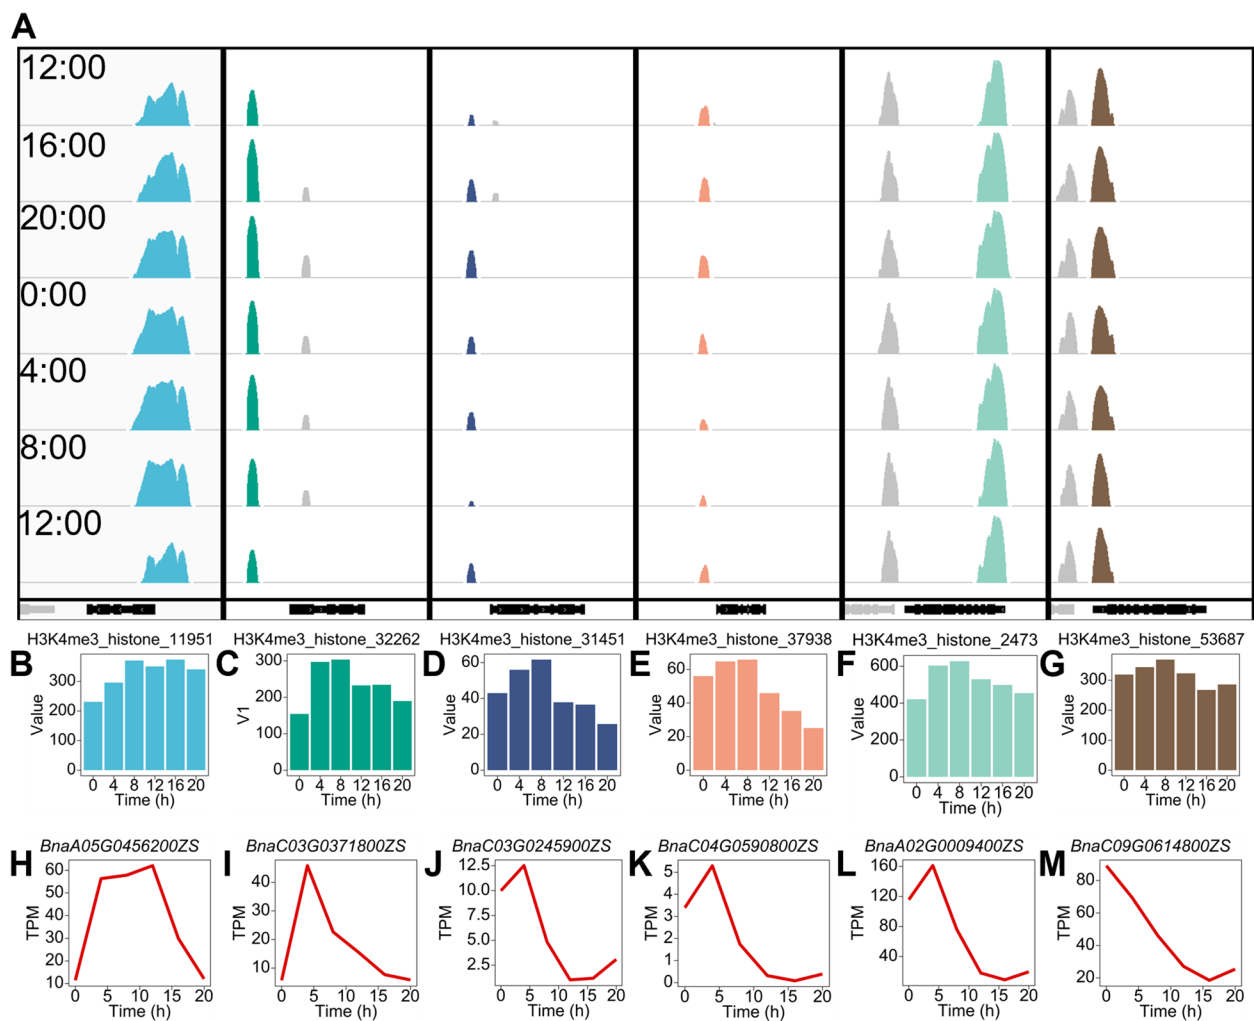 A
12:00
16:00
20:00
0:00
4:00
8:00
12:00
H3K4me3_histone_11951 H3K4me3_histone_32262 H3K4me3_histone_31451 H3K4me3_histone_37938 H3K4me3_histone_2473 H3K4me3_histone_53687
B
Value
300
200
100
0
0 4 8 12 16 20
Time (h)
C
V1
300
200
100
0
0 4 8 12 16 20
Time (h)
D
Value
60
40
20
0
0 4 8 12 16 20
Time (h)
E
Value
60
40
20
0
0 4 8 12 16 20
Time (h)
F
Value
600
400
200
0
0 4 8 12 16 20
Time (h)
G
Value
300
200
100
0
0 4 8 12 16 20
Time (h)
H
BnaA05G0456200ZS
TPM
60
50
40
30
20
10
0 5 10 15 20
Time (h)
I
BnaC03G0371800ZS
TPM
40
30
20
10
0 5 10 15 20
Time (h)
J
BnaC03G0245900ZS
TPM
12.5
10.0
7.5
5.0
2.5
0 5 10 15 20
Time (h)
K
BnaC04G0590800ZS
TPM
5
4
3
2
1
0
0 5 10 15 20
Time (h)
L
BnaA02G0009400ZS
TPM
160
120
80
40
0 5 10 15 20
Time (h)
M
BnaC09G0614800ZS
TPM
80
60
40
20
0 5 10 15 20
Time (h)